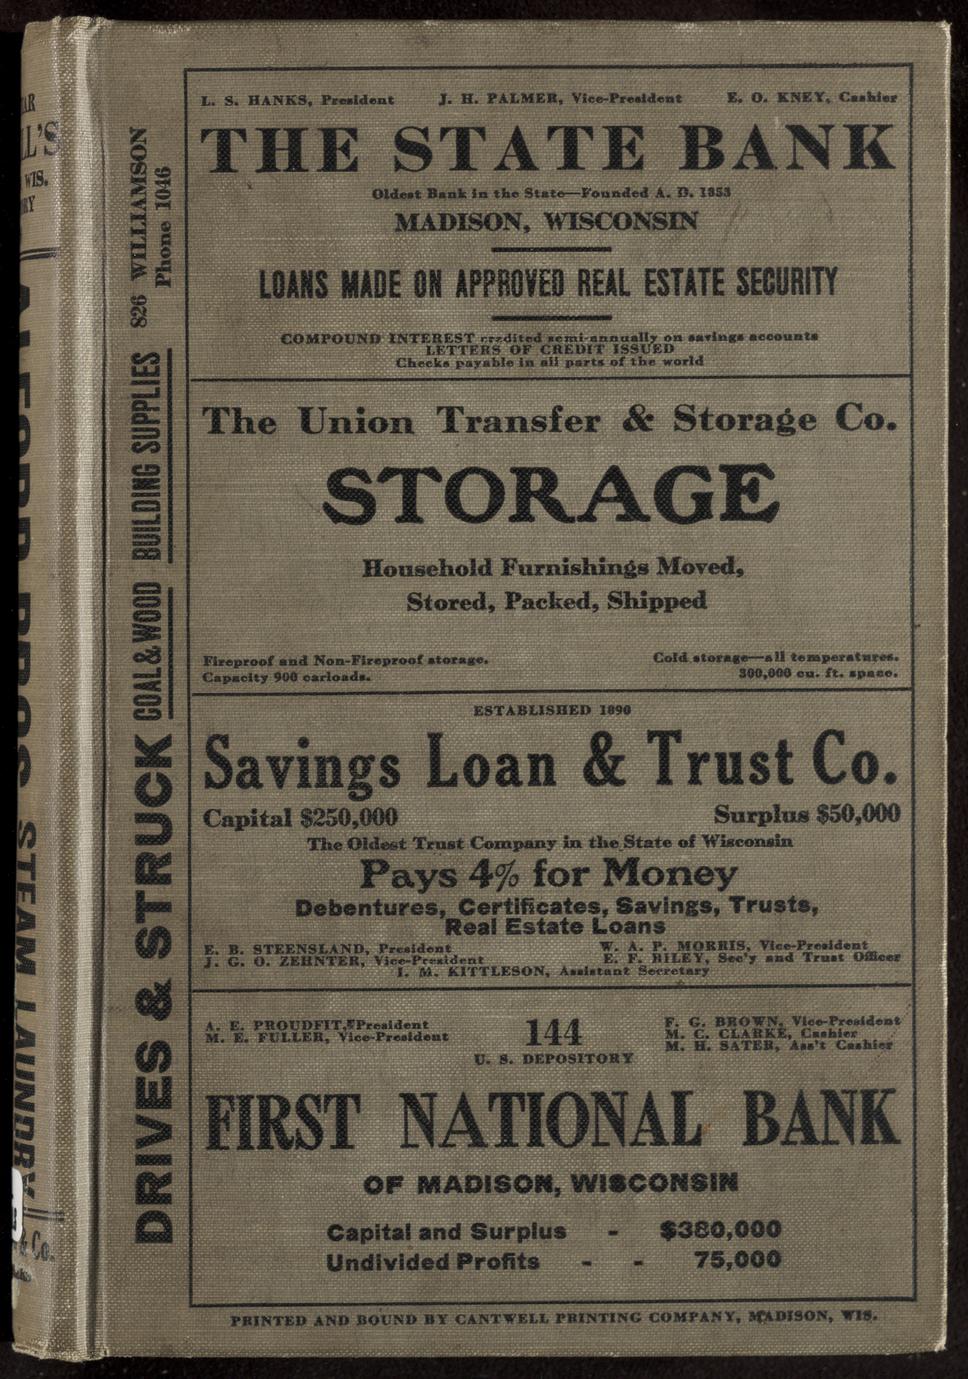 L. S. HANKS, President J. H. PALMER, Vice-President E. O. KNEY, Cashier
THE STATE BANK
Oldest Bank in the State—Founded A. D. 1853
MADISON, WISCONSIN
LOANS MADE ON APPROVED REAL ESTATE SECURITY
COMPOUND INTEREST credited semi-annually on savings accounts
LETTERS OF CREDIT ISSUED
Checks payable in all parts of the world
The Union Transfer & Storage Co.
STORAGE
Household Furnishings Moved,
Stored, Packed, Shipped
Fireproof and Non-Fireproof storage. Cold storage—all temperatures.
Capacity 900 carloads. 300,000 cu. ft. space.
ESTABLISHED 1890
Savings Loan & Trust Co.
Capital $250,000 Surplus $50,000
The Oldest Trust Company in the State of Wisconsin
Pays 4% for Money
Debentures, Certificates, Savings, Trusts,
Real Estate Loans
E. B. STEENSLAND, President W. A. P. MORRIS, Vice-President
J. G. O. ZEHNTER, Vice-President E. F. RILEY, Sec'y and Trust Officer
I. M. KITTLESON, Assistant Secretary
A. E. PROUDFIT, President 144 F. G. BROWN, Vice-President
M. E. FULLER, Vice-President M. C. CLARKE, Cashier
U. S. DEPOSITORY M. H. SATER, Ass't Cashier
FIRST NATIONAL BANK
OF MADISON, WISCONSIN
Capital and Surplus - $380,000
Undivided Profits - - 75,000
PRINTED AND BOUND BY CANTWELL PRINTING COMPANY, MADISON, WIS.
DRIVES & STRUCK COAL & WOOD BUILDING SUPPLIES 826 WILLIAMSON
Phone 1046
WIS.
BROS STEAM LAUNDRY
& Co.